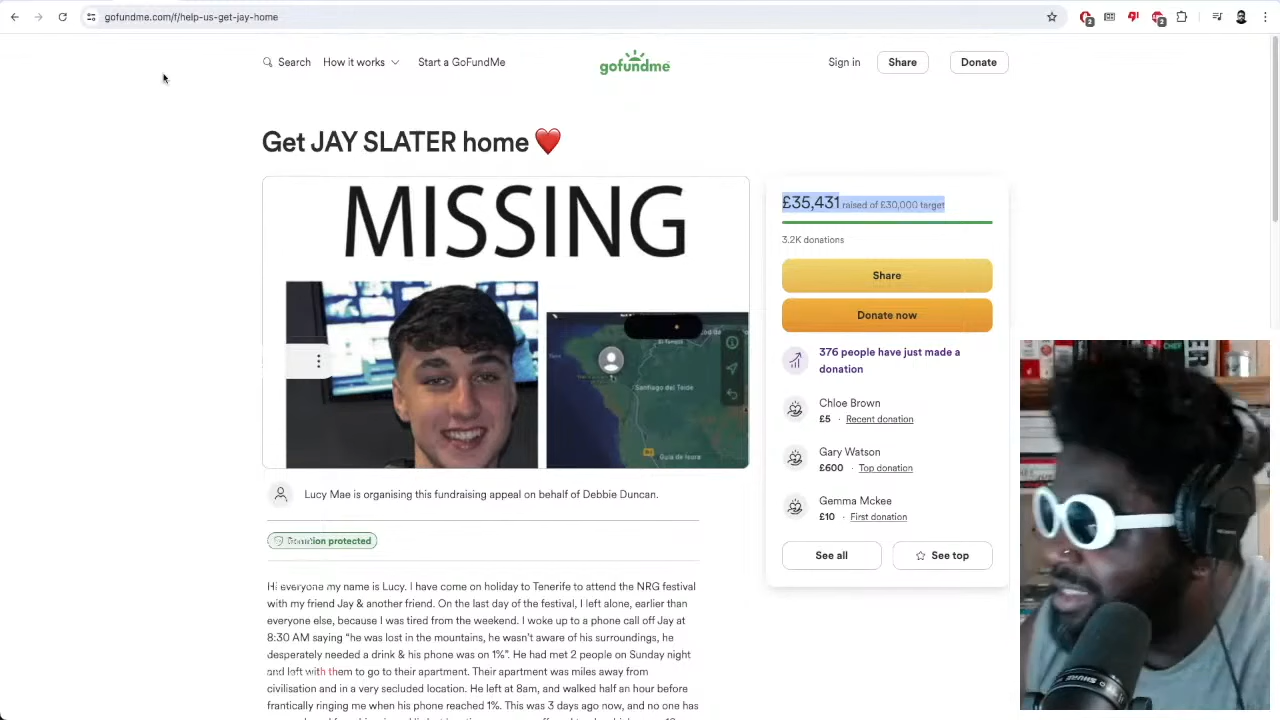 gofundme.com/f/help-us-get-jay-home
2
2
Search
How it works
Start a GoFundMe
gofundme
Sign in
Share
Donate
Get JAY SLATER home ❤️
MISSING
Santiago del Teide
Guia de Isora
£35,431 raised of £30,000 target
3.2K donations
Share
Donate now
376 people have just made a
donation
Chloe Brown
£5 · Recent donation
Gary Watson
£600 · Top donation
Gemma Mckee
£10 · First donation
See all
See top
Lucy Mae is organising this fundraising appeal on behalf of Debbie Duncan.
Donation protected
Hi everyone my name is Lucy. I have come on holiday to Tenerife to attend the NRG festival
with my friend Jay & another friend. On the last day of the festival, I left alone, earlier than
everyone else, because I was tired from the weekend. I woke up to a phone call off Jay at
8:30 AM saying “he was lost in the mountains, he wasn’t aware of his surroundings, he
desperately needed a drink & his phone was on 1%”. He had met 2 people on Sunday night
and left with them to go to their apartment. Their apartment was miles away from
civilisation and in a very secluded location. He left at 8am, and walked half an hour before
frantically ringing me when his phone reached 1%. This was 3 days ago now, and no one has
CHEF